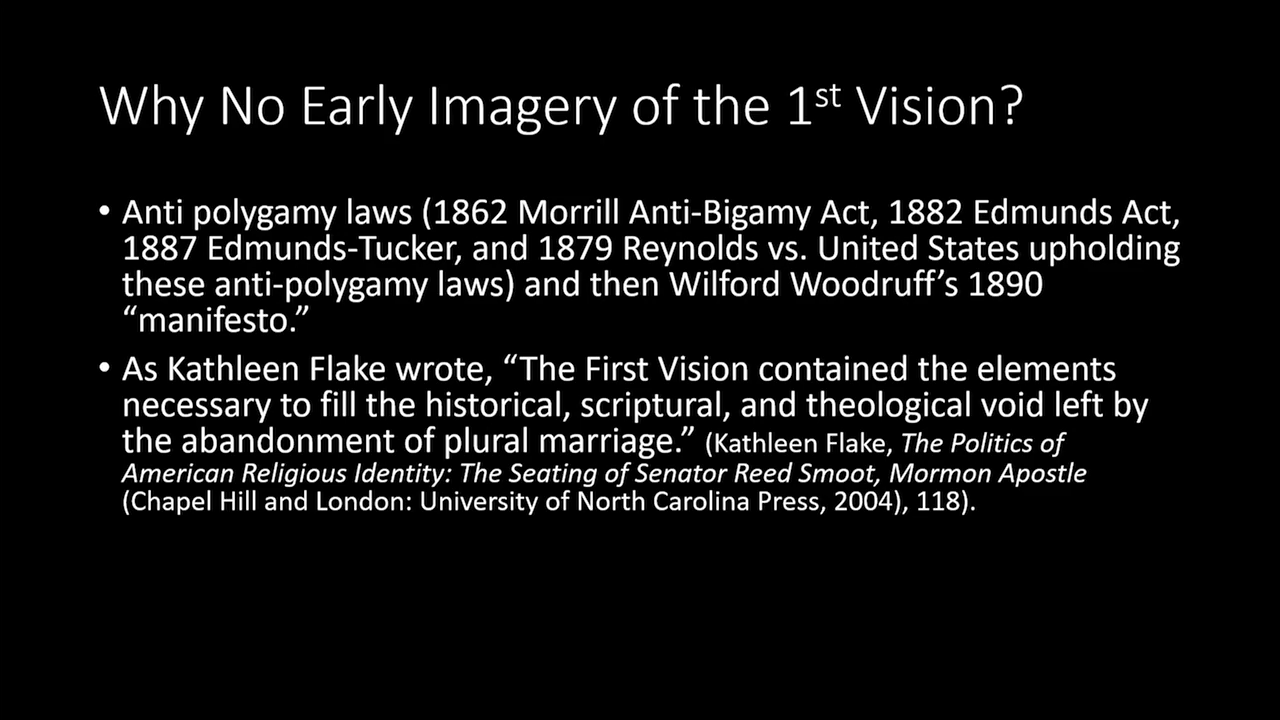 Why No Early Imagery of the 1st Vision?
• Anti polygamy laws (1862 Morrill Anti-Bigamy Act, 1882 Edmunds Act,
1887 Edmunds-Tucker, and 1879 Reynolds vs. United States upholding
these anti-polygamy laws) and then Wilford Woodruff’s 1890
“manifesto.”
• As Kathleen Flake wrote, “The First Vision contained the elements
necessary to fill the historical, scriptural, and theological void left by
the abandonment of plural marriage.” (Kathleen Flake, The Politics of
American Religious Identity: The Seating of Senator Reed Smoot, Mormon Apostle
(Chapel Hill and London: University of North Carolina Press, 2004), 118).